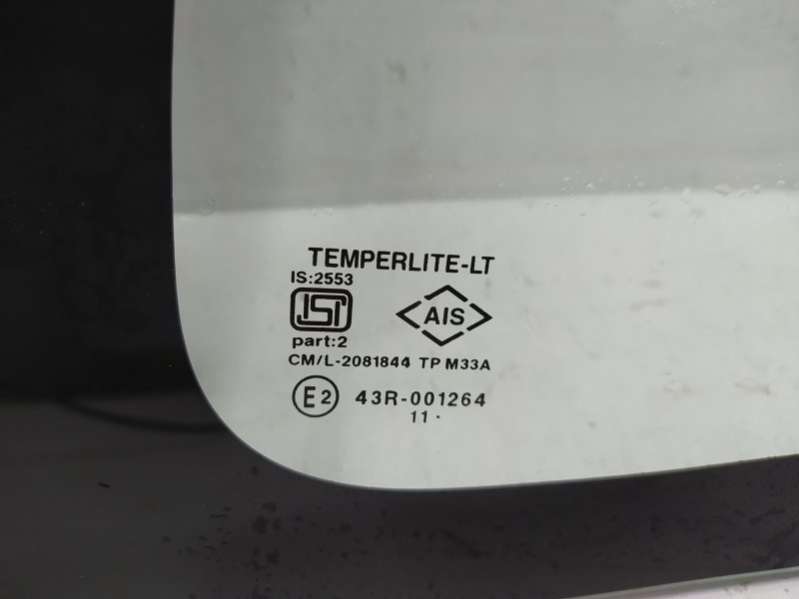 TEMPERLITE-LT
IS:2553
ISI AIS
part:2
CM/L-2081844 TP M33A
E2 43R-001264
11 ·